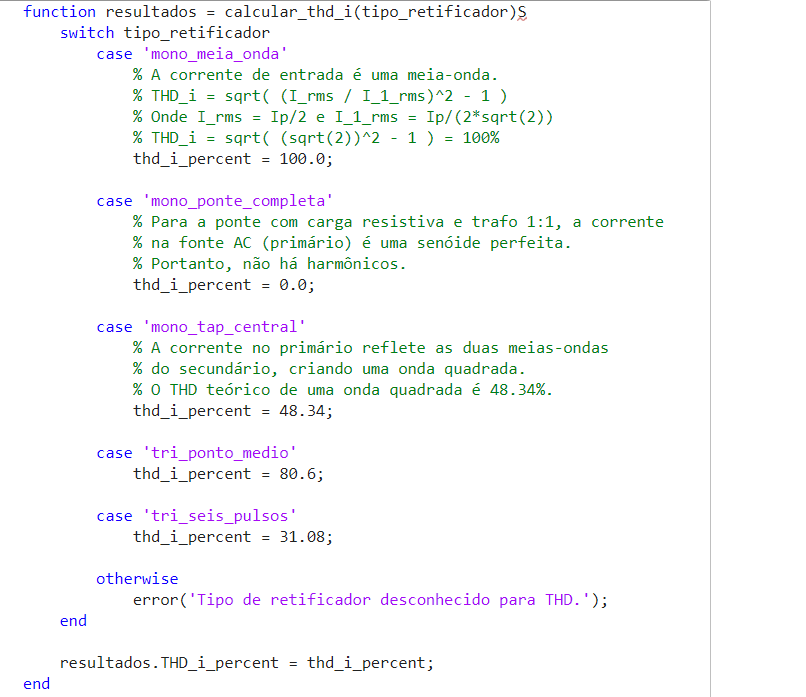 function resultados = calcular_thd_i(tipo_retificador)S
switch tipo_retificador
case 'mono_meia_onda'
% A corrente de entrada é uma meia-onda.
% THD_i = sqrt( (I_rms / I_1_rms)^2 - 1 )
% Onde I_rms = Ip/2 e I_1_rms = Ip/(2*sqrt(2))
% THD_i = sqrt( (sqrt(2))^2 - 1 ) = 100%
thd_i_percent = 100.0;
case 'mono_ponte_completa'
% Para a ponte com carga resistiva e trafo 1:1, a corrente
% na fonte AC (primário) é uma senóide perfeita.
% Portanto, não há harmônicos.
thd_i_percent = 0.0;
case 'mono_tap_central'
% A corrente no primário reflete as duas meias-ondas
% do secundário, criando uma onda quadrada.
% O THD teórico de uma onda quadrada é 48.34%.
thd_i_percent = 48.34;
case 'tri_ponto_medio'
thd_i_percent = 80.6;
case 'tri_seis_pulsos'
thd_i_percent = 31.08;
otherwise
error('Tipo de retificador desconhecido para THD.');
end
resultados.THD_i_percent = thd_i_percent;
end